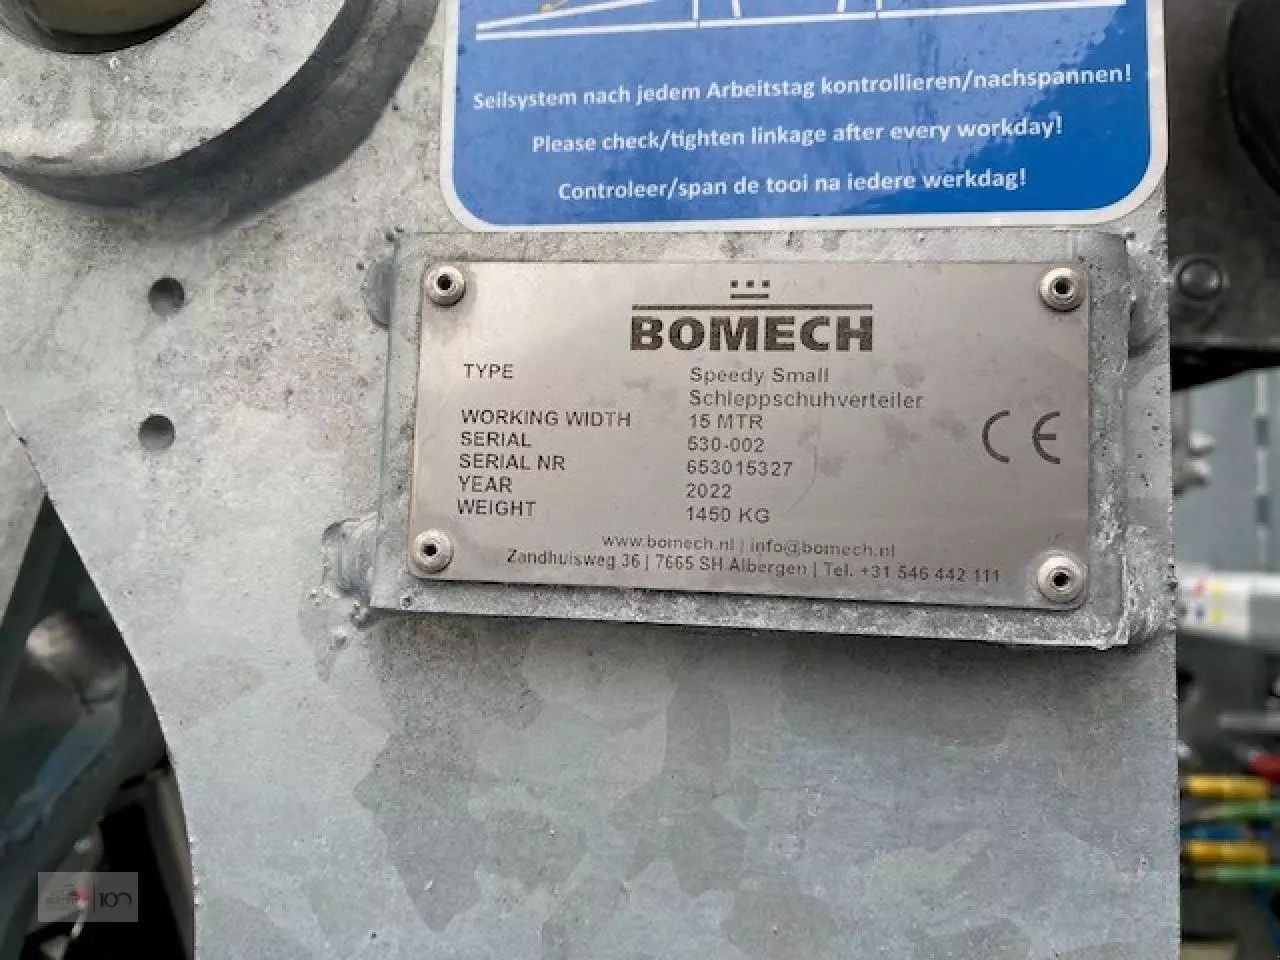 Seilsystem nach jedem Arbeitstag kontrollieren/nachspannen!
Please check/tighten linkage after every workday!
Controleer/span de tooi na iedere werkdag!
BOMECH
TYPE Speedy Small
Schleppschuhverteiler
WORKING WIDTH 15 MTR
SERIAL 530-002
SERIAL NR 653015327
YEAR 2022
WEIGHT 1450 KG
CE
www.bomech.nl | info@bomech.nl
Zandhuisweg 36 | 7665 SH Albergen | Tel. +31 546 442 111
100